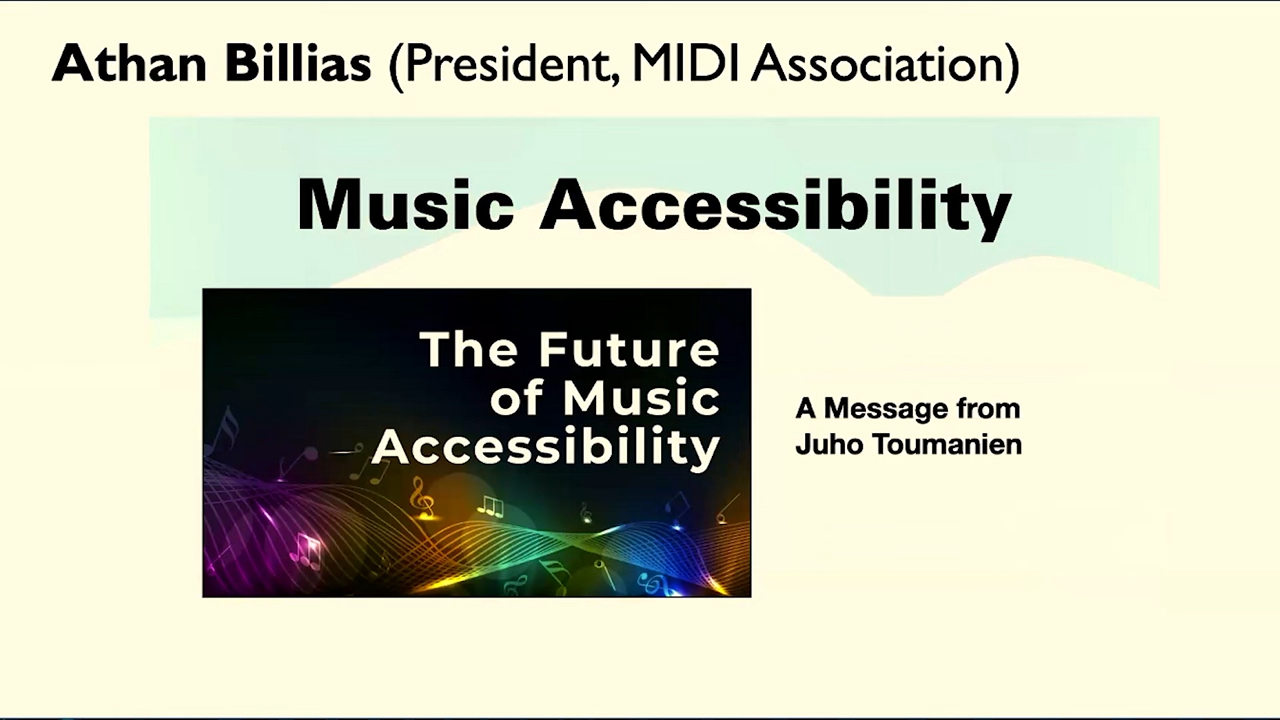 Athan Billias (President, MIDI Association)
Music Accessibility
The Future
of Music
Accessibility
A Message from
Juho Toumanien